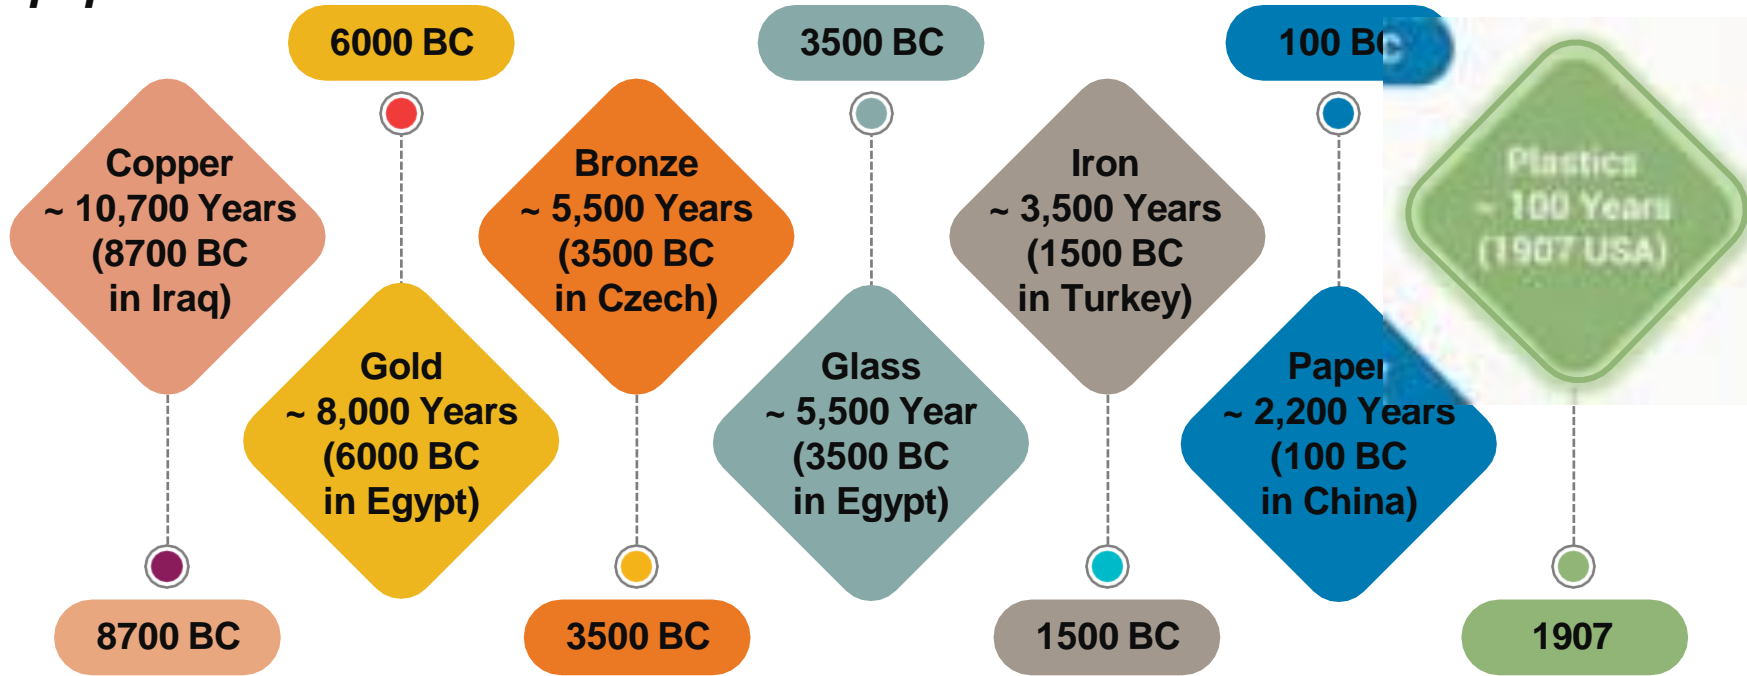 6000 BC
3500 BC
100 BC
Copper
~ 10,700 Years
(8700 BC
in Iraq)
Bronze
~ 5,500 Years
(3500 BC
in Czech)
Iron
~ 3,500 Years
(1500 BC
in Turkey)
Plastics
~ 100 Years
(1907 USA)
Gold
~ 8,000 Years
(6000 BC
in Egypt)
Glass
~ 5,500 Year
(3500 BC
in Egypt)
Paper
~ 2,200 Years
(100 BC
in China)
8700 BC
3500 BC
1500 BC
1907